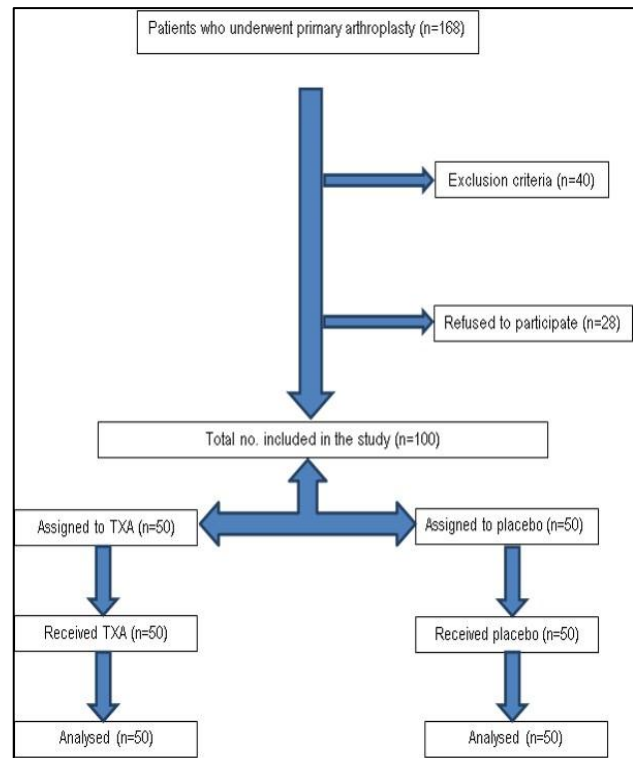 Patients who underwent primary arthroplasty (n=168)
Exclusion criteria (n=40)
Refused to participate (n=28)
Total no. included in the study (n=100)
Assigned to TXA (n=50)
Assigned to placebo (n=50)
Received TXA (n=50)
Received placebo (n=50)
Analysed (n=50)
Analysed (n=50)